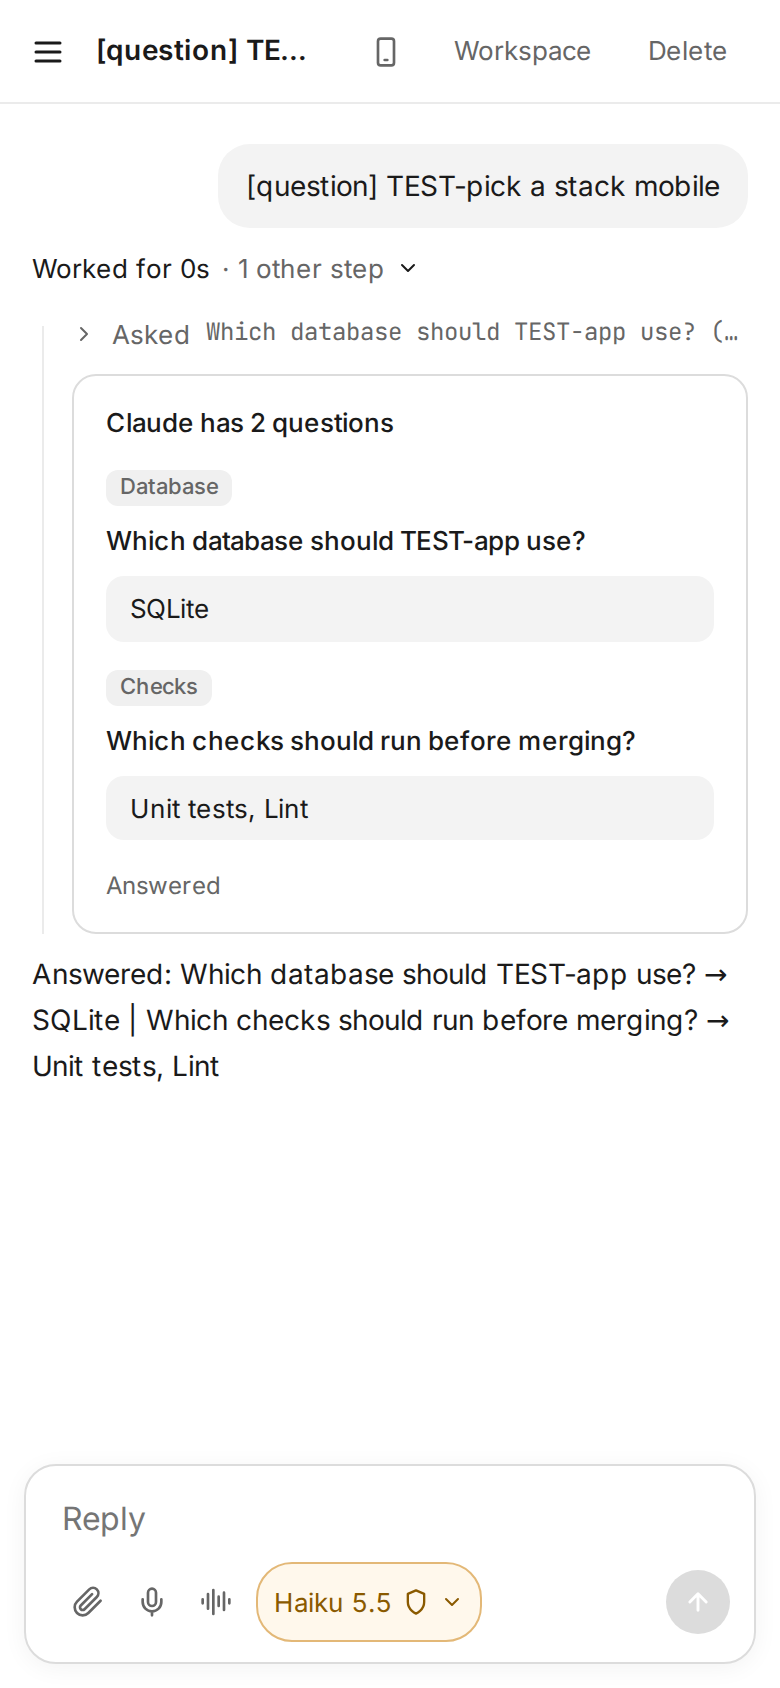 [question] TE...
Workspace
Delete
[question] TEST-pick a stack mobile
Worked for 0s · 1 other step
Asked Which database should TEST-app use? (…
Claude has 2 questions
Database
Which database should TEST-app use?
SQLite
Checks
Which checks should run before merging?
Unit tests, Lint
Answered
Answered: Which database should TEST-app use? →
SQLite | Which checks should run before merging? →
Unit tests, Lint
Reply
Haiku 5.5